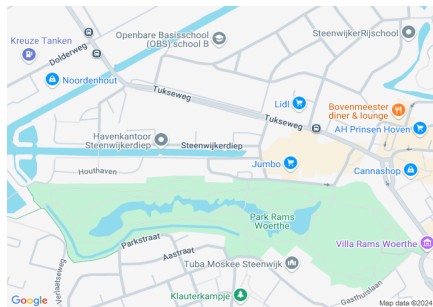 Kreuze Tanken
Openbare Basisschool
(OBS) school B
SteenwijkerRijschool
Dolderweg
Noordenhout
Tukseweg
Lidl
Bovenmeester
diner & lounge
Tukseweg
AH Prinsen Hoven
Havenkantoor
Steenwijkerdiep
Steenwijkerdiep
Jumbo
Cannashop
Houthaven
Park Rams
Woerthe
Parkstraat
Villa Rams Woerthe
Aastraat
Tuba Moskee Steenwijk
Klauterkampje
Gasthuislaan
Google
Map data ©2024